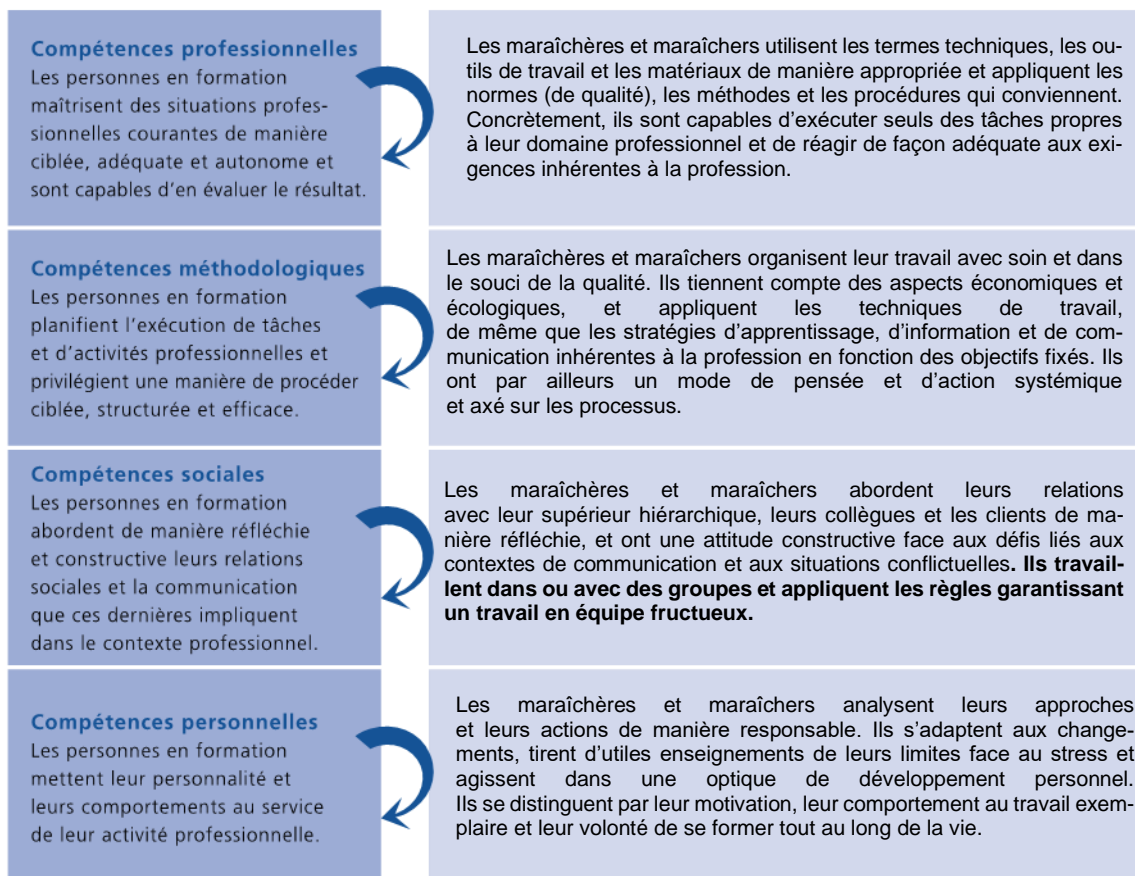 Compétences professionnelles
Les personnes en formation
maîtrisent des situations profes-
sionnelles courantes de manière
ciblée, adéquate et autonome et
sont capables d'en évaluer le résultat.
Les maraîchères et maraîchers utilisent les termes techniques, les ou-
tils de travail et les matériaux de manière appropriée et appliquent les
normes (de qualité), les méthodes et les procédures qui conviennent.
Concrètement, ils sont capables d'exécuter seuls des tâches propres
à leur domaine professionnel et de réagir de façon adéquate aux exi-
gences inhérentes à la profession.
Compétences méthodologiques
Les personnes en formation
planifient l'exécution de tâches
et d'activités professionnelles et
privilégient une manière de procéder
ciblée, structurée et efficace.
Les maraîchères et maraîchers organisent leur travail avec soin et dans
le souci de la qualité. Ils tiennent compte des aspects économiques et
écologiques, et appliquent les techniques de travail,
de même que les stratégies d'apprentissage, d'information et de com-
munication inhérentes à la profession en fonction des objectifs fixés. Ils
ont par ailleurs un mode de pensée et d'action systémique
et axé sur les processus.
Compétences sociales
Les personnes en formation
abordent de manière réfléchie
et constructive leurs relations
sociales et la communication
que ces dernières impliquent
dans le contexte professionnel.
Les maraîchères et maraîchers abordent leurs relations
avec leur supérieur hiérarchique, leurs collègues et les clients de ma-
nière réfléchie, et ont une attitude constructive face aux défis liés aux
contextes de communication et aux situations conflictuelles. Ils travail-
lent dans ou avec des groupes et appliquent les règles garantissant
un travail en équipe fructueux.
Compétences personnelles
Les personnes en formation
mettent leur personnalité et
leurs comportements au service
de leur activité professionnelle.
Les maraîchères et maraîchers analysent leurs approches
et leurs actions de manière responsable. Ils s'adaptent aux change-
ments, tirent d'utiles enseignements de leurs limites face au stress et
agissent dans une optique de développement personnel.
Ils se distinguent par leur motivation, leur comportement au travail exem-
plaire et leur volonté de se former tout au long de la vie.